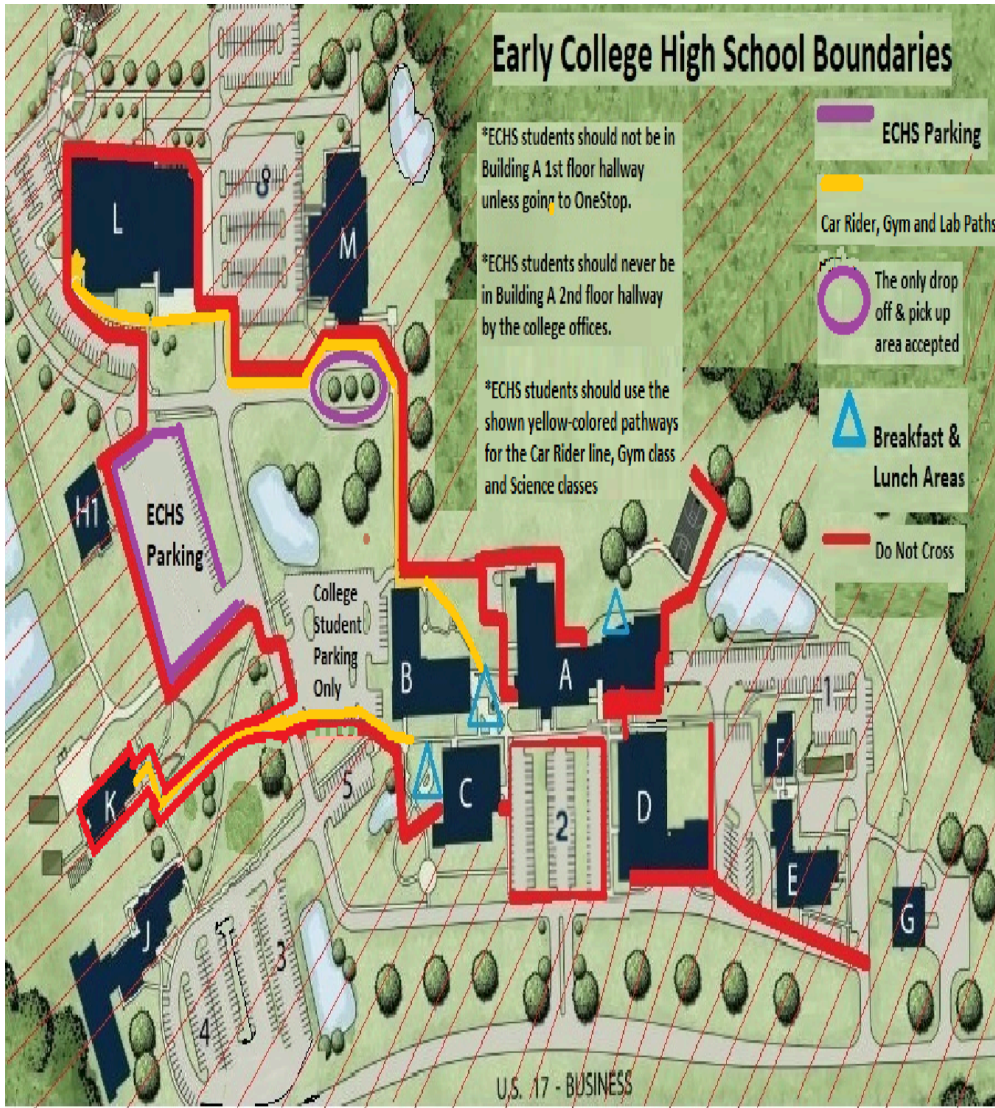 Early College High School Boundaries
*ECHS students should not be in
Building A 1st floor hallway
unless going to OneStop.
*ECHS students should never be
in Building A 2nd floor hallway
by the college offices.
*ECHS students should use the
shown yellow-colored pathways
for the Car Rider line, Gym class
and Science classes
ECHS Parking
Car Rider, Gym and Lab Paths
The only drop
off & pick up
area accepted
Breakfast &
Lunch Areas
Do Not Cross
L
8
M
H1
ECHS
Parking
College
Student
Parking
Only
B
A
1
F
K
5
C
2
D
E
G
J
3
4
U.S. 17 - BUSINESS